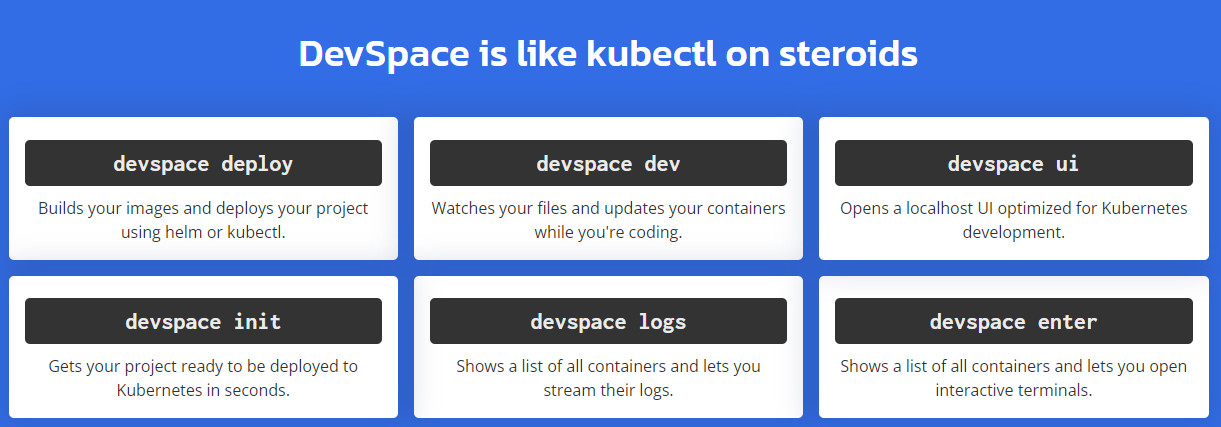 DevSpace is like kubectl on steroids
devspace deploy
Builds your images and deploys your project
using helm or kubectl.
devspace dev
Watches your files and updates your containers
while you're coding.
devspace ui
Opens a localhost UI optimized for Kubernetes
development.
devspace init
Gets your project ready to be deployed to
Kubernetes in seconds.
devspace logs
Shows a list of all containers and lets you
stream their logs.
devspace enter
Shows a list of all containers and lets you open
interactive terminals.